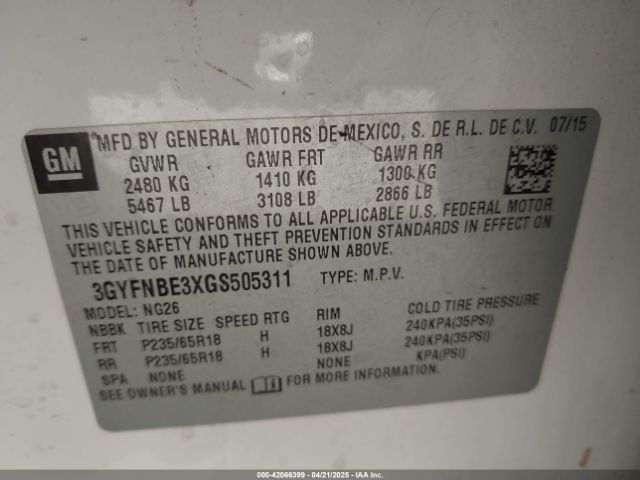 GM
MFD BY GENERAL MOTORS DE MEXICO, S. DE R.L. DE C.V. 07/15
GVWR GAWR FRT GAWR RR
2480 KG 1410 KG 1300 KG
5467 LB 3108 LB 2866 LB
THIS VEHICLE CONFORMS TO ALL APPLICABLE U.S. FEDERAL MOTOR
VEHICLE SAFETY AND THEFT PREVENTION STANDARDS IN EFFECT ON
THE DATE OF MANUFACTURE SHOWN ABOVE.
3GYFNBE3XGS505311 TYPE: M.P.V.
MODEL: NG26
NBBK TIRE SIZE SPEED RTG RIM COLD TIRE PRESSURE
FRT P235/65R18 H 18X8J 240KPA(35PSI)
RR P235/65R18 H 18X8J 240KPA(35PSI)
SPA NONE NONE KPA(PSI)
SEE OWNER'S MANUAL FOR MORE INFORMATION.
000-42066399 - 04/21/2025 - IAA Inc.